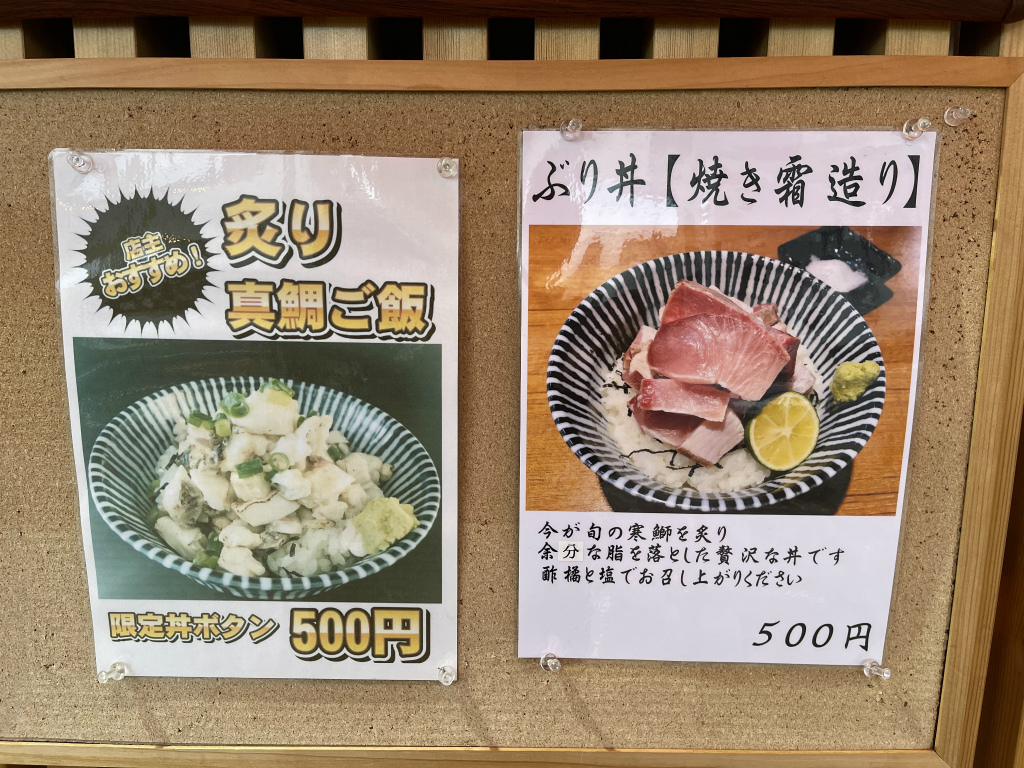 店主
おすすめ！
炙り
真鯛ご飯
限定丼ボタン 500円
ぶり丼【焼き霜造り】
今が旬の寒鰤を炙り
余分な脂を落とした贅沢な丼です
酢橘と塩でお召し上がりください
500円